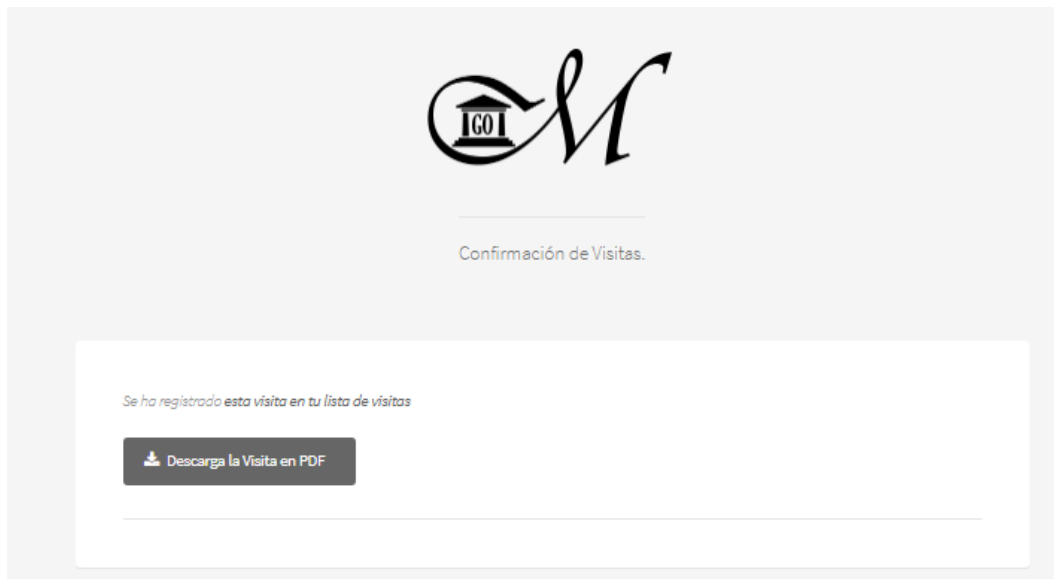 GO M
Confirmación de Visitas.
Se ha registrado esta visita en tu lista de visitas
Descarga la Visita en PDF